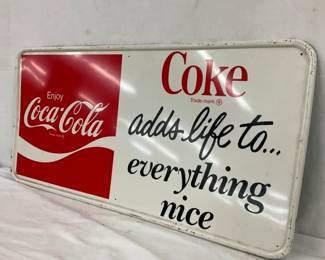 Enjoy
Coca-Cola
Coke
Trade-mark ®
adds life to...
everything
nice